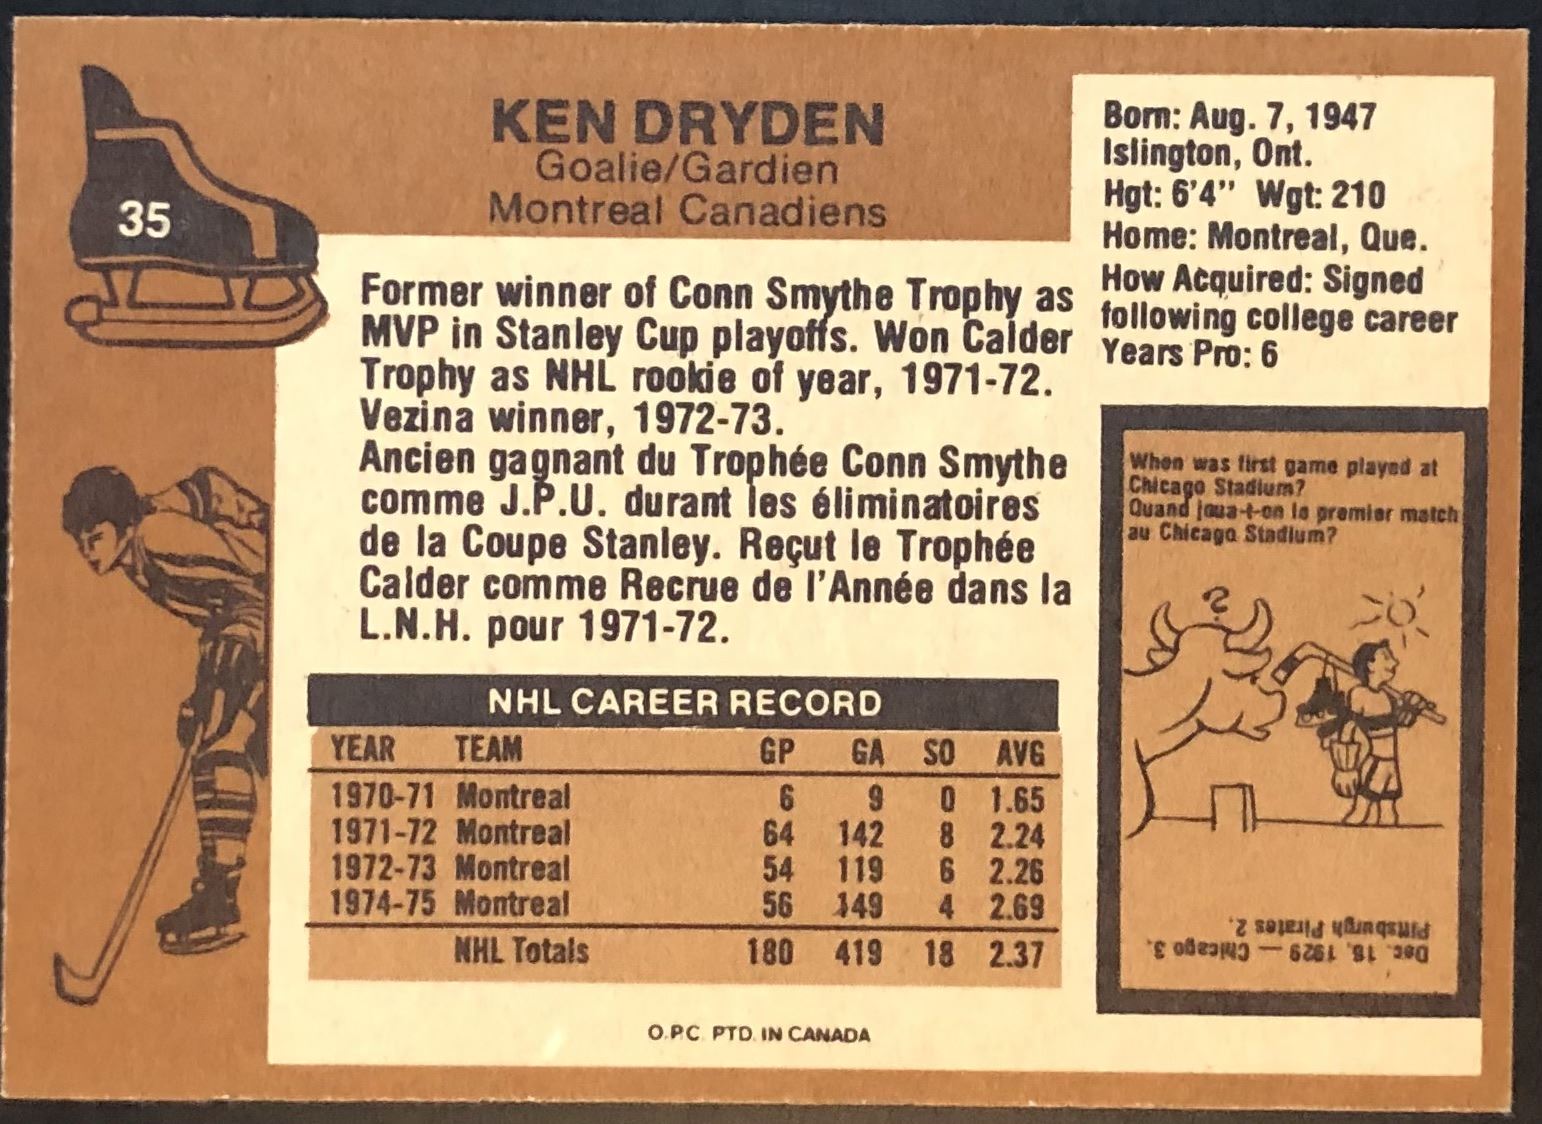 35
KEN DRYDEN
Goalie/Gardien
Montreal Canadiens
Born: Aug. 7, 1947
Islington, Ont.
Hgt: 6'4" Wgt: 210
Home: Montreal, Que.
How Acquired: Signed
following college career
Years Pro: 6
Former winner of Conn Smythe Trophy as
MVP in Stanley Cup playoffs. Won Calder
Trophy as NHL rookie of year, 1971-72.
Vezina winner, 1972-73.
Ancien gagnant du Trophée Conn Smythe
comme J.P.U. durant les éliminatoires
de la Coupe Stanley. Reçut le Trophée
Calder comme Recrue de l'Année dans la
L.N.H. pour 1971-72.
NHL CAREER RECORD
YEAR TEAM GP GA SO AVG
1970-71 Montreal 6 9 0 1.65
1971-72 Montreal 64 142 8 2.24
1972-73 Montreal 54 119 6 2.26
1974-75 Montreal 56 149 4 2.69
NHL Totals 180 419 18 2.37
When was first game played at
Chicago Stadium?
Quand joua-t-on le premier match
au Chicago Stadium?
?
Dec. 16, 1929 — Chicago 3,
Pittsburgh Pirates 2.
O.P.C. PTD. IN CANADA